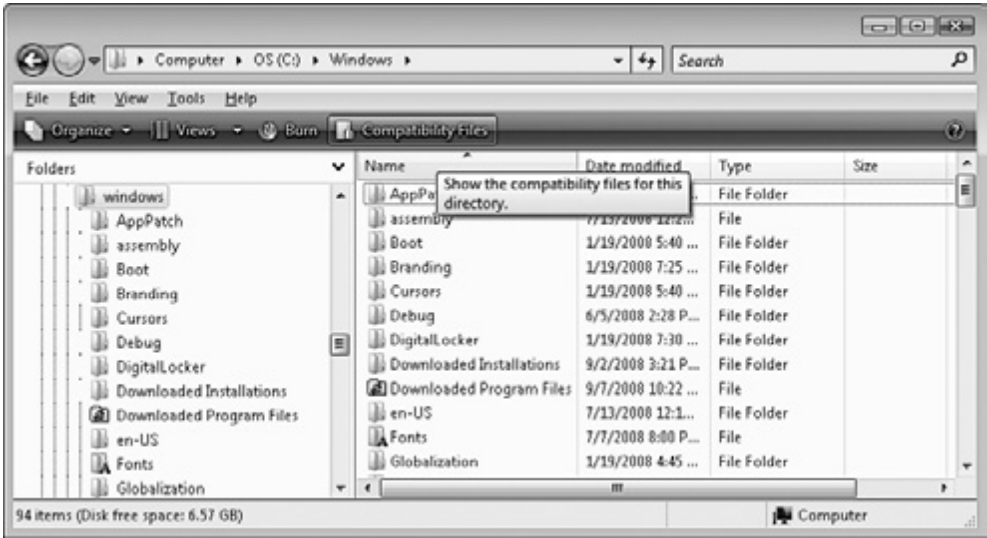 Computer OS (C:) Windows
Search
File Edit View Tools Help
Organize Views Burn Compatibility Files
Folders
windows
AppPatch
assembly
Boot
Branding
Cursors
Debug
DigitalLocker
Downloaded Installations
Downloaded Program Files
en-US
Fonts
Globalization
Name Date modified Type Size
Show the compatibility files for this
directory.
AppPa File Folder
assembly 7/13/2008 12:2... File
Boot 1/19/2008 5:40 ... File Folder
Branding 1/19/2008 7:25 ... File Folder
Cursors 1/19/2008 5:40 ... File Folder
Debug 6/5/2008 2:28 P... File Folder
DigitalLocker 1/19/2008 7:30 ... File Folder
Downloaded Installations 9/2/2008 3:21 P... File Folder
Downloaded Program Files 9/7/2008 10:22 ... File
en-US 7/13/2008 12:1... File Folder
Fonts 7/7/2008 8:00 P... File
Globalization 1/19/2008 4:45 ... File Folder
94 items (Disk free space: 6.57 GB) Computer